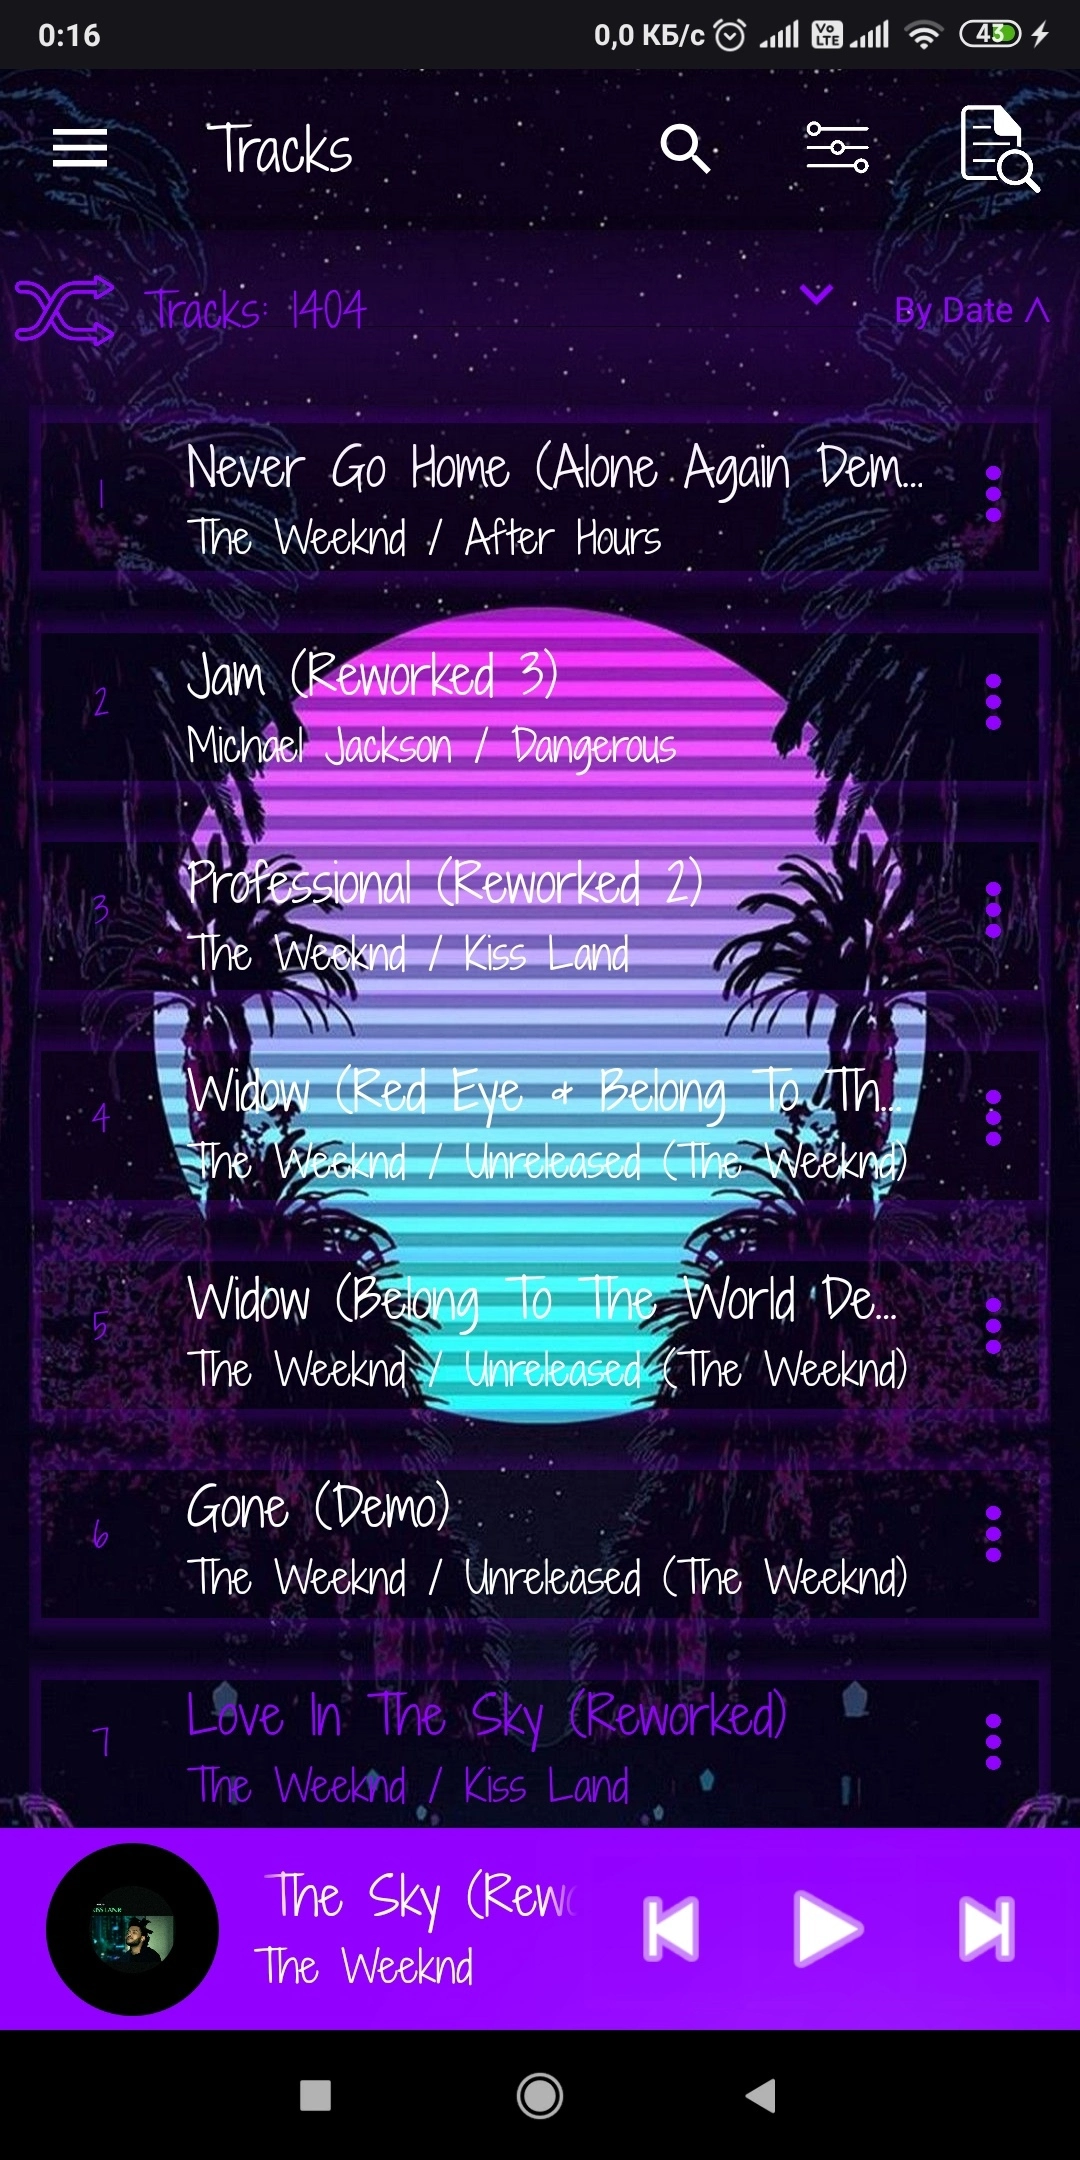 0:16
0,0 КБ/с
Vo LTE
43
Tracks
Tracks: 1404
By Date
1
Never Go Home (Alone Again Dem...
The Weeknd / After Hours
2
Jam (Reworked 3)
Michael Jackson / Dangerous
3
Professional (Reworked 2)
The Weeknd / Kiss Land
4
Widow (Red Eye & Belong To Th...
The Weeknd / Unreleased (The Weeknd)
5
Widow (Belong To The World De...
The Weeknd / Unreleased (The Weeknd)
6
Gone (Demo)
The Weeknd / Unreleased (The Weeknd)
7
Love In The Sky (Reworked)
The Weeknd / Kiss Land
The Sky (Rew
The Weeknd